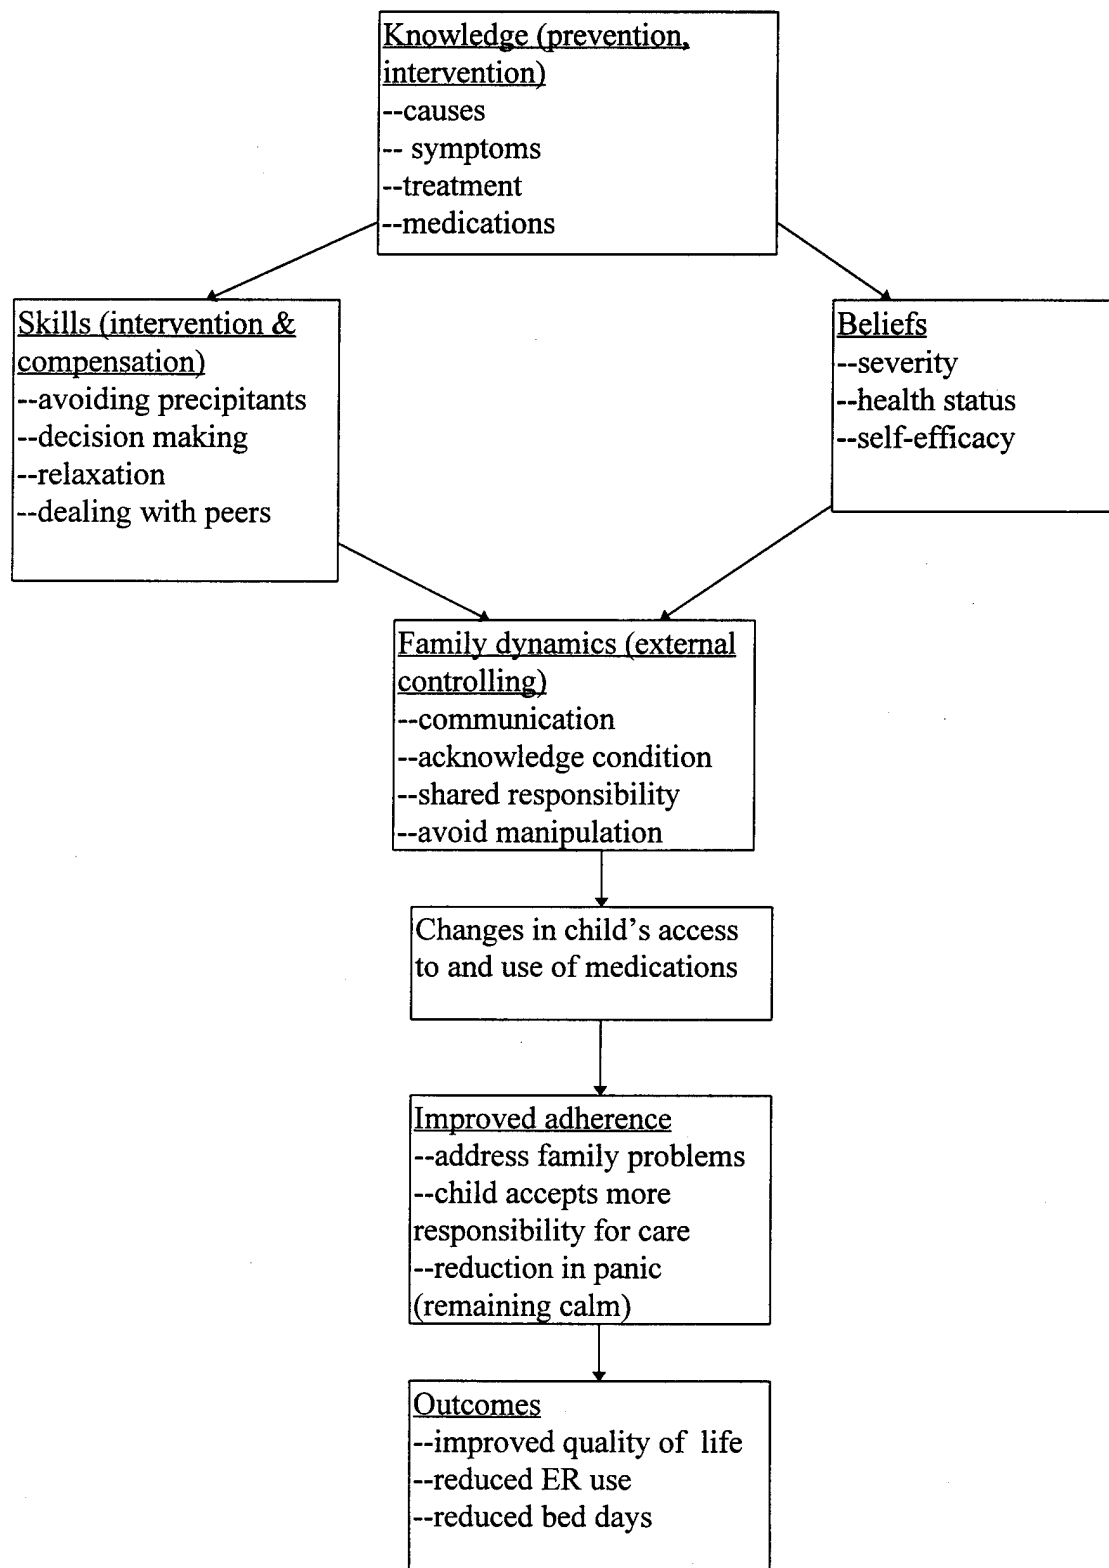 Knowledge (prevention,
intervention)
--causes
-- symptoms
--treatment
--medications
Skills (intervention &
compensation)
--avoiding precipitants
--decision making
--relaxation
--dealing with peers
Beliefs
--severity
--health status
--self-efficacy
Family dynamics (external
controlling)
--communication
--acknowledge condition
--shared responsibility
--avoid manipulation
Changes in child's access
to and use of medications
Improved adherence
--address family problems
--child accepts more
responsibility for care
--reduction in panic
(remaining calm)
Outcomes
--improved quality of life
--reduced ER use
--reduced bed days